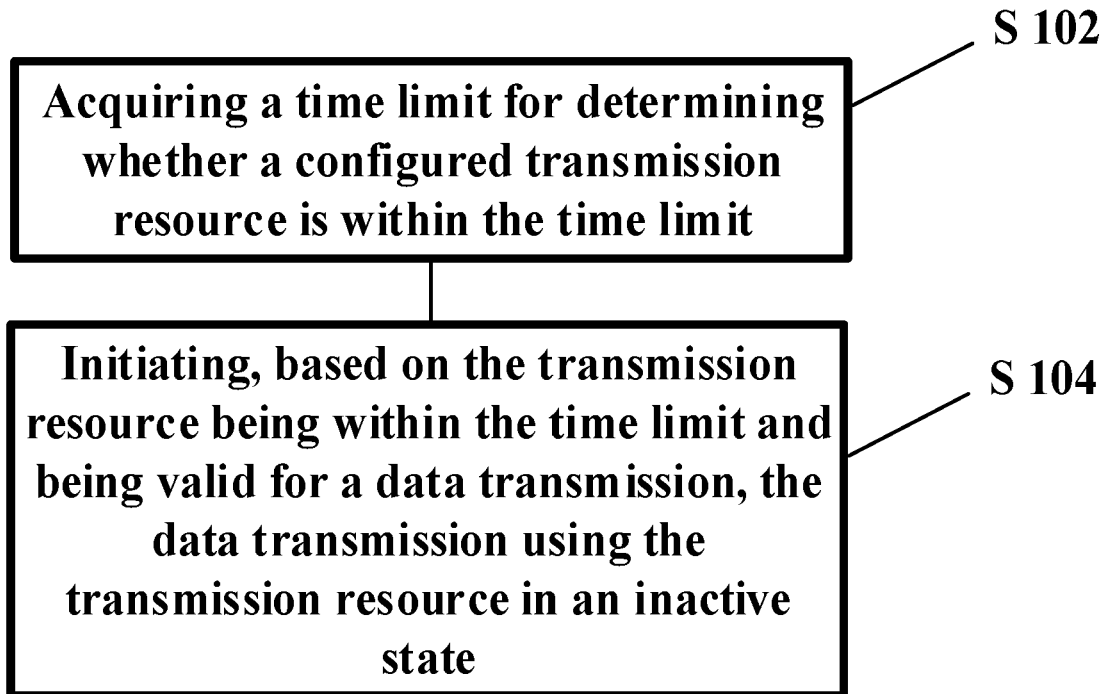 S 102
Acquiring a time limit for determining
whether a configured transmission
resource is within the time limit
Initiating, based on the transmission
resource being within the time limit and
being valid for a data transmission, the
data transmission using the
transmission resource in an inactive
state
S 104